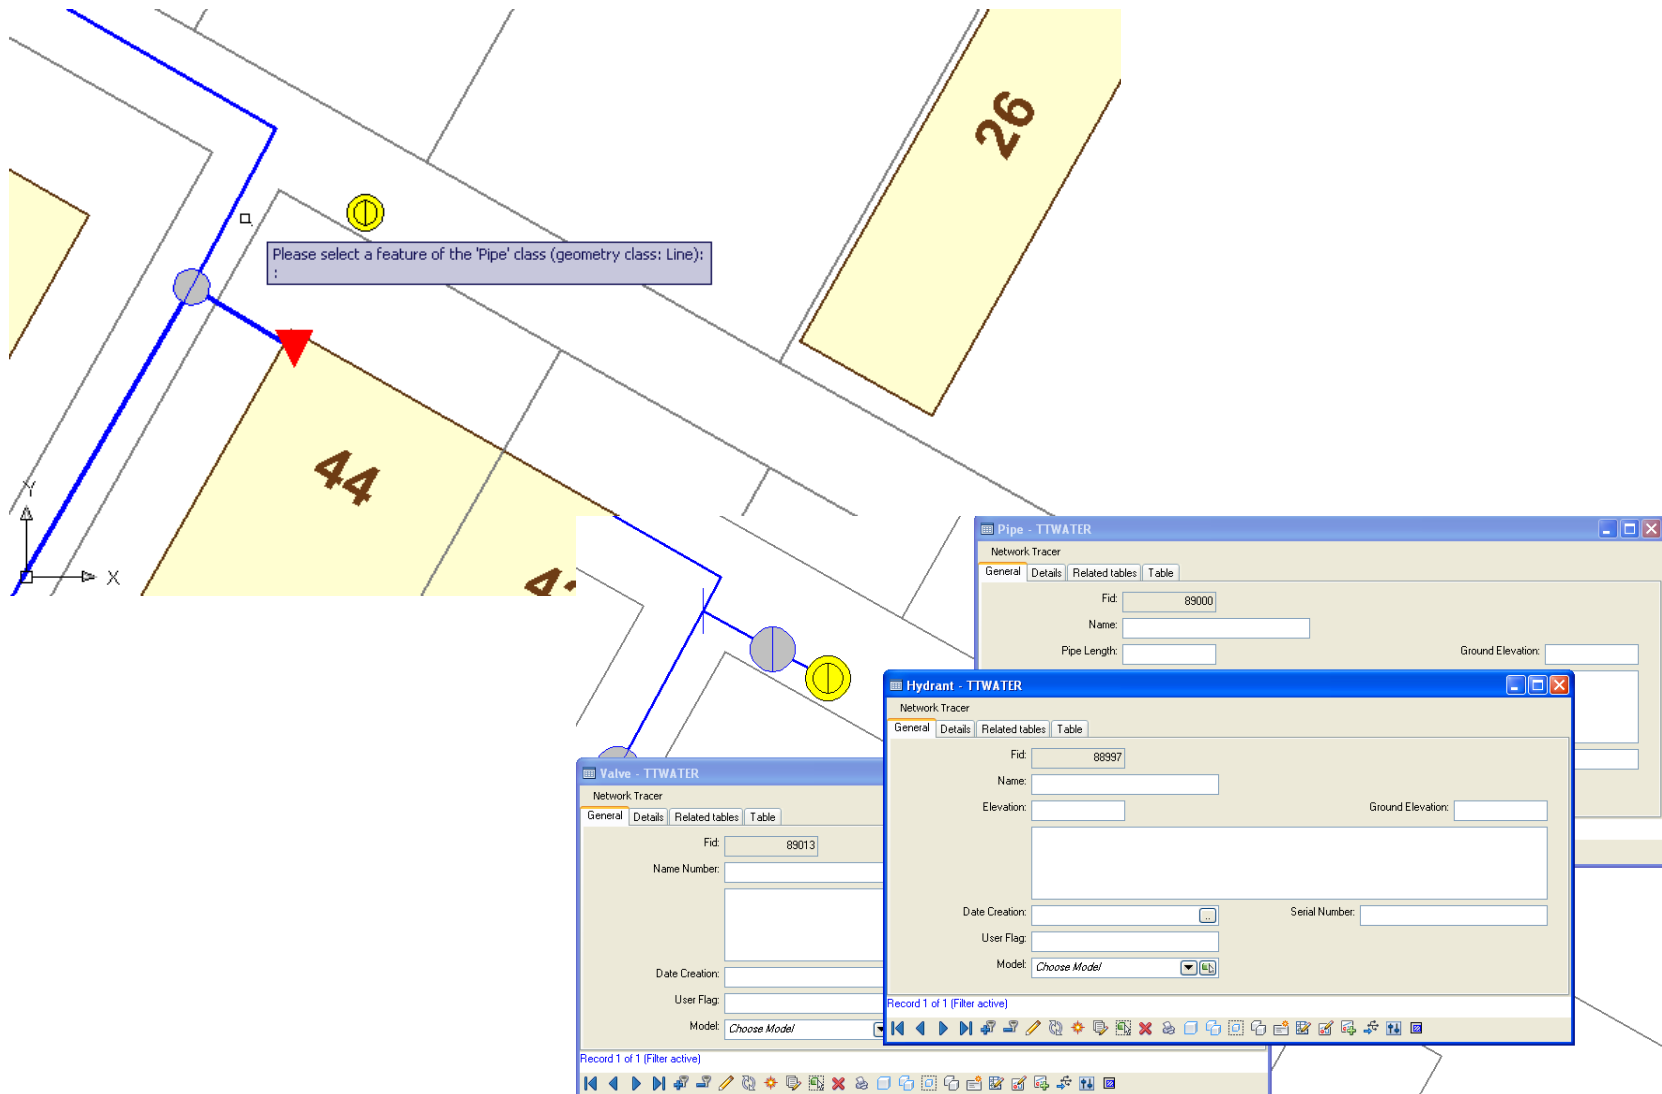 26
Please select a feature of the 'Pipe' class (geometry class: Line):
:
44
Y
X
Pipe - TTWATER
Network Tracer
General Details Related tables Table
Fid: 89000
Name:
Pipe Length: Ground Elevation:
Hydrant - TTWATER
Network Tracer
General Details Related tables Table
Fid: 88997
Name:
Elevation: Ground Elevation:
Date Creation: ... Serial Number:
User Flag:
Model: Choose Model
Record 1 of 1 (Filter active)
Valve - TTWATER
Network Tracer
General Details Related tables Table
Fid: 89013
Name Number:
Date Creation:
User Flag:
Model: Choose Model
Record 1 of 1 (Filter active)